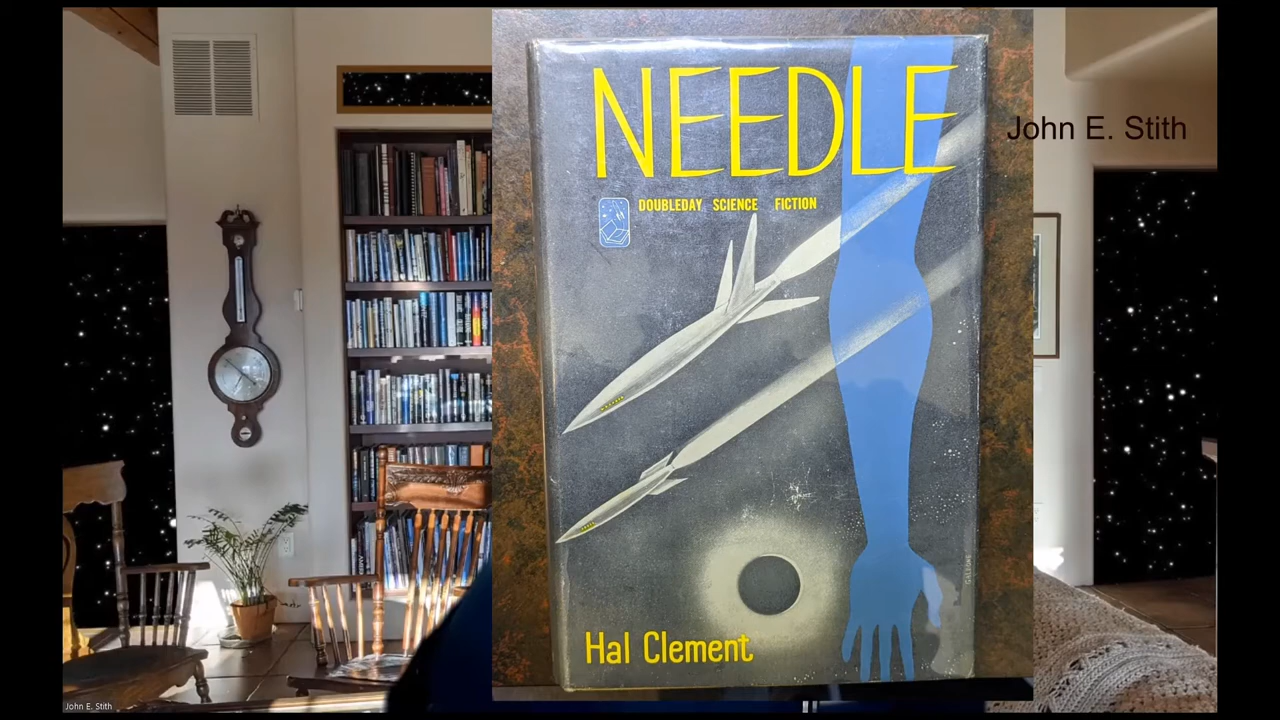 NEEDLE
John E. Stith
DOUBLEDAY SCIENCE FICTION
Hal Clement
John E. Stith